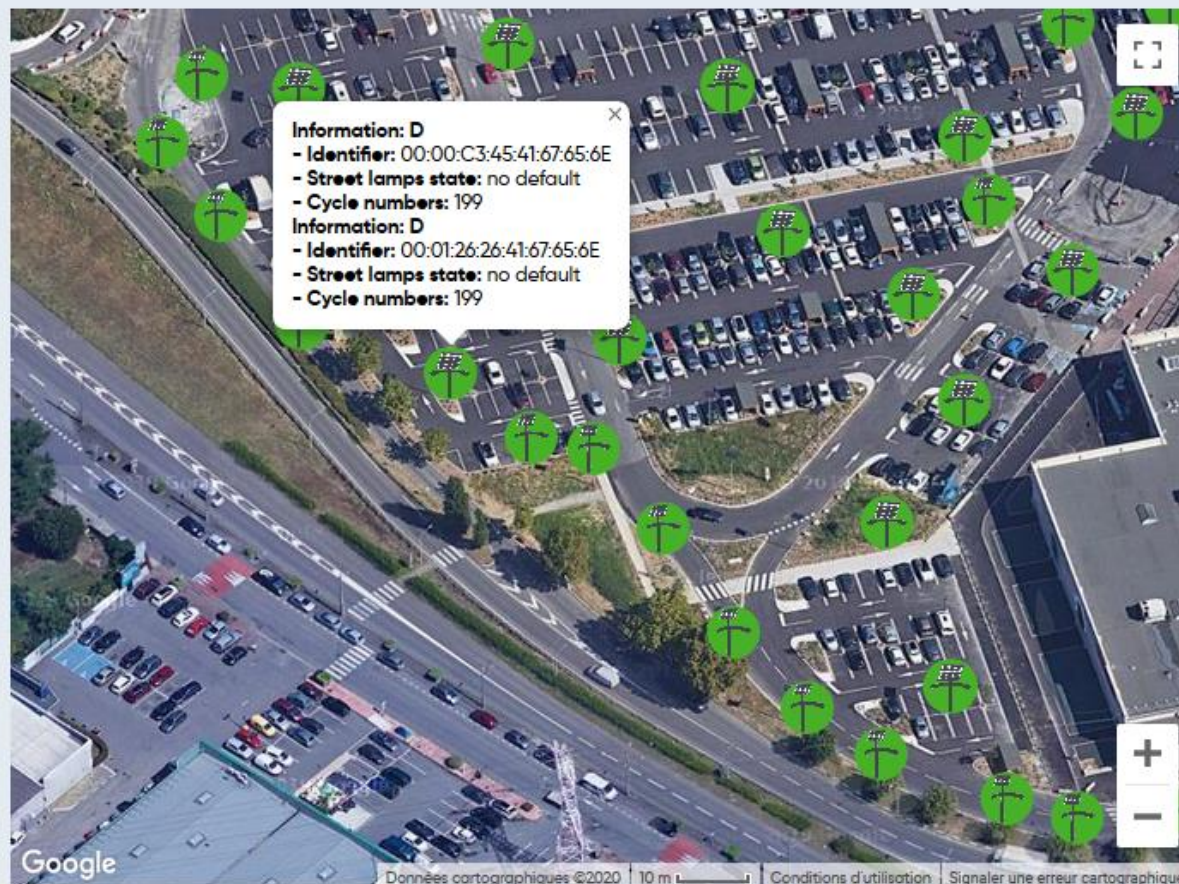 Information: D
- Identifier: 00:00:C3:45:41:67:65:6E
- Street lamps state: no default
- Cycle numbers: 199
Information: D
- Identifier: 00:01:26:26:41:67:65:6E
- Street lamps state: no default
- Cycle numbers: 199
Google
Données cartographiques ©2020 10 m Conditions d'utilisation Signaler une erreur cartographique